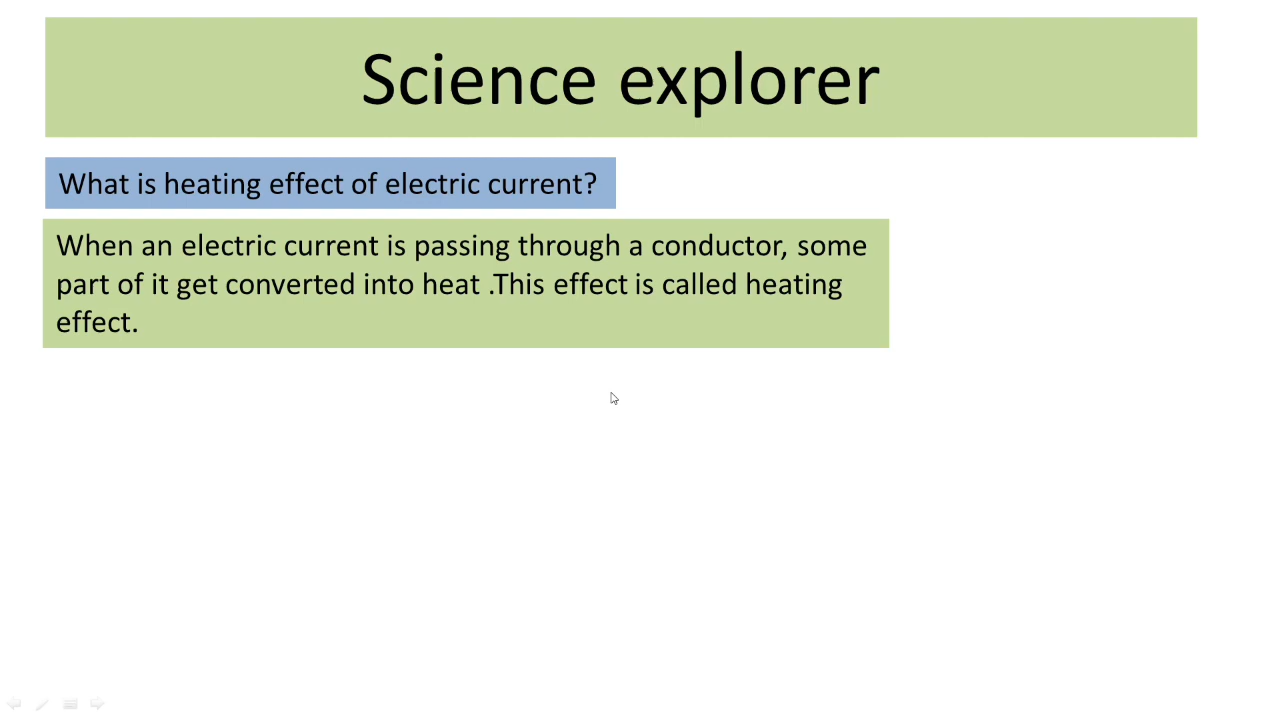 Science explorer
What is heating effect of electric current?
When an electric current is passing through a conductor, some
part of it get converted into heat .This effect is called heating
effect.